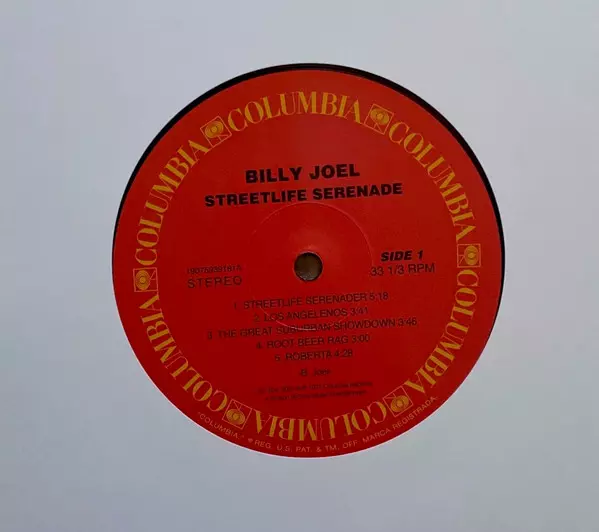 COLUMBIA COLUMBIA COLUMBIA COLUMBIA COLUMBIA COLUMBIA
BILLY JOEL
STREETLIFE SERENADE
SIDE 1
STEREO
33 1/3 RPM
1. STREETLIFE SERENADER 5:18
2. LOS ANGELENOS 3:41
3. THE GREAT SUBURBAN SHOWDOWN 3:46
4. ROOT BEER RAG 3:00
5. ROBERTA 4:28
-B. Joel-
"COLUMBIA," ® REG. U.S. PAT. & TM. OFF. MARCA REGISTRADA.